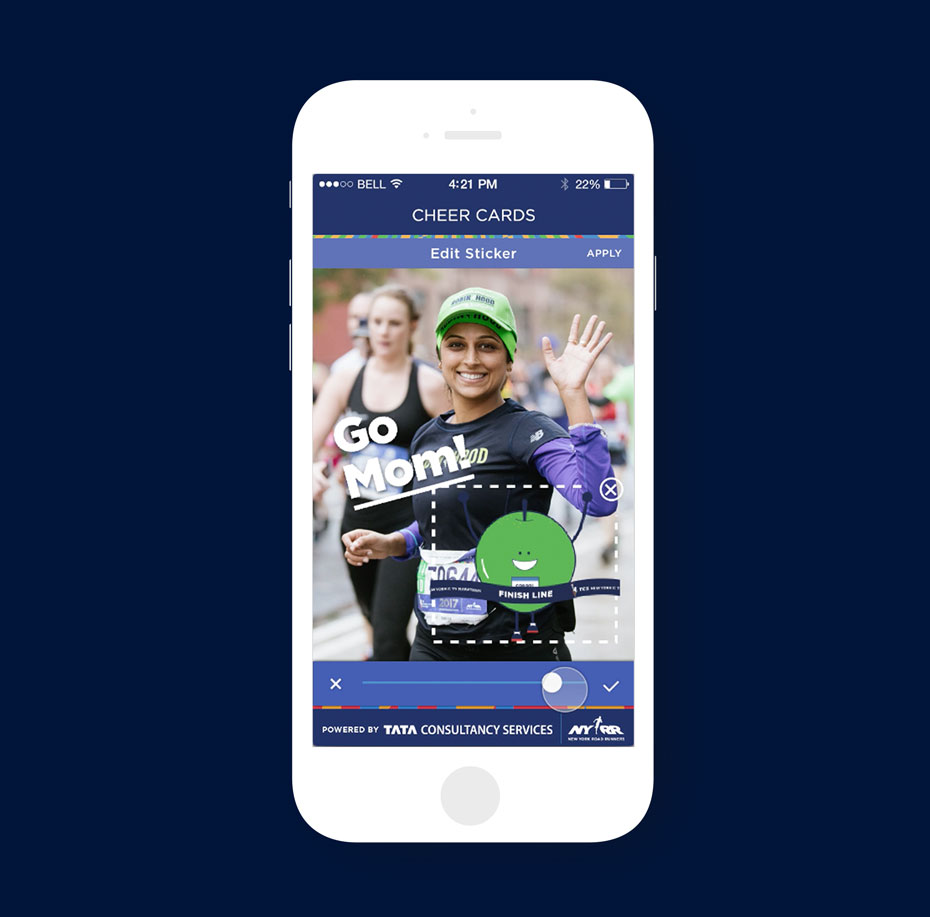 BELL 4:21 PM 22%
CHEER CARDS
Edit Sticker APPLY
ROBIN HOOD
Go
Mom!
2017
FINISH LINE
POWERED BY TATA CONSULTANCY SERVICES NYRR
NEW YORK ROAD RUNNERS